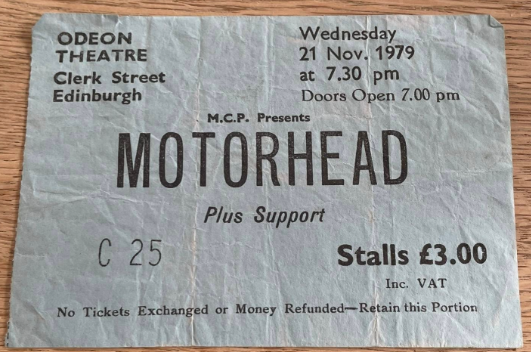 ODEON
THEATRE
Clerk Street
Edinburgh
Wednesday
21 Nov. 1979
at 7.30 pm
Doors Open 7.00 pm
M.C.P. Presents
MOTORHEAD
Plus Support
C 25
Stalls £3.00
Inc. VAT
No Tickets Exchanged or Money Refunded—Retain this Portion